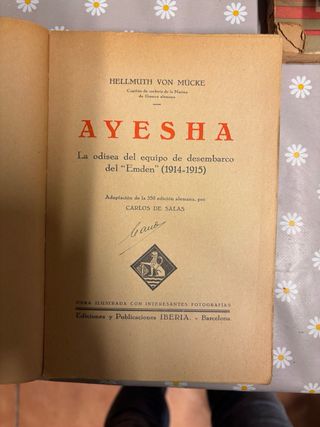 HELLMUTH VON MÜCKE
Capitán de corbeta de la Marina
de Guerra alemana
AYESHA
La odisea del equipo de desembarco
del "Emden" (1914-1915)
Adaptación de la 350 edición alemana, por
CARLOS DE SALAS
OBRA ILUSTRADA CON INTERESANTES FOTOGRAFÍAS
Ediciones y Publicaciones IBERIA. - Barcelona